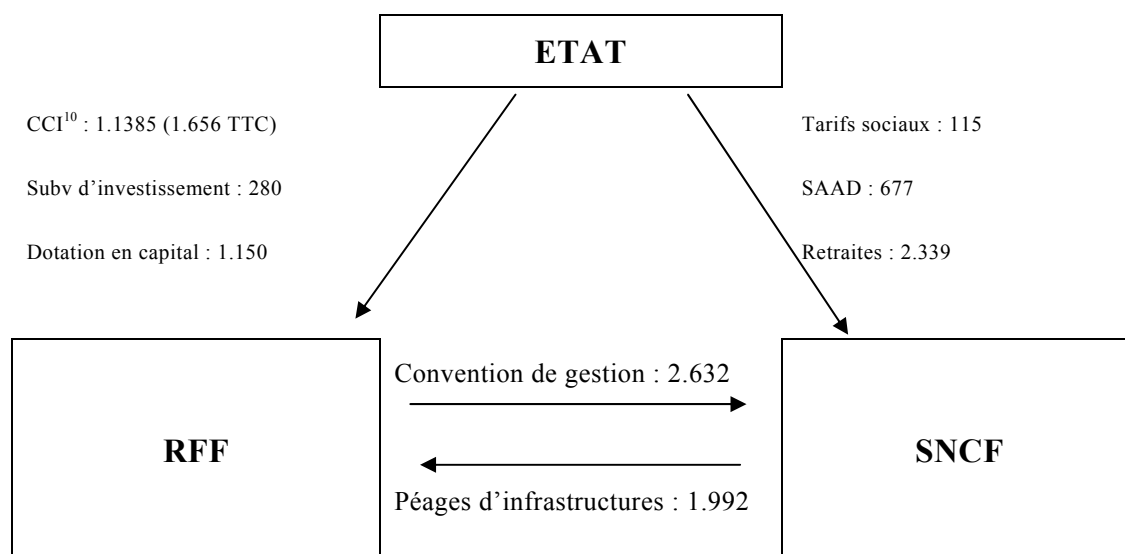 ETAT
CCI10 : 1.1385 (1.656 TTC)
Subv d’investissement : 280
Dotation en capital : 1.150
Tarifs sociaux : 115
SAAD : 677
Retraites : 2.339
RFF
Convention de gestion : 2.632
Péages d’infrastructures : 1.992
SNCF